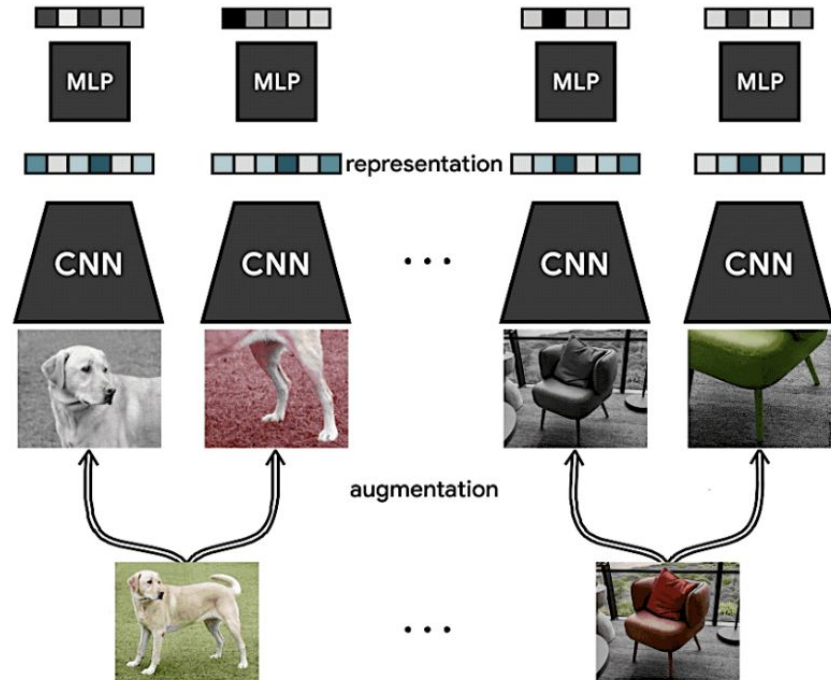 MLP MLP MLP MLP
representation
CNN CNN ... CNN CNN
augmentation
...